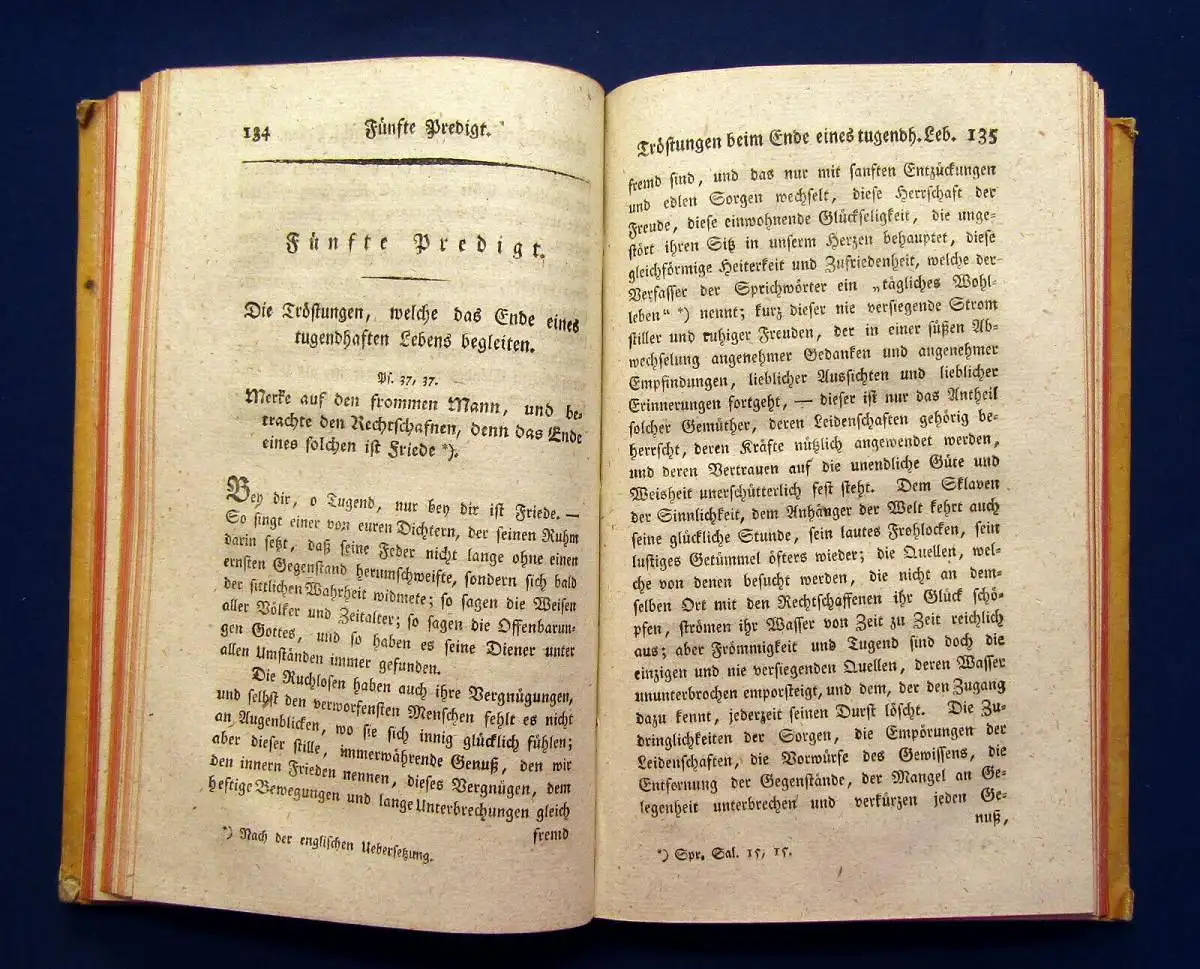 134 Fünfte Predigt.
Fünfte Predigt.
Die Tröstungen, welche das Ende eines
tugendhaften Lebens begleiten.
Ps. 37, 37.
Merke auf den frommen Mann, und be-
trachte den Rechtschafnen, denn das Ende
eines solchen ist Friede *).
Bey dir, o Tugend, nur bey dir ist Friede. —
So singt einer von euren Dichtern, der seinen Ruhm
darin setzt, daß seine Feder nicht lange ohne einen
ernsten Gegenstand herumschweifte, sondern sich bald
der sittlichen Wahrheit widmete; so sagen die Weisen
aller Völker und Zeitalter; so sagen die Offenbarun-
gen Gottes, und so haben es seine Diener unter
allen Umständen immer gefunden.
Die Ruchlosen haben auch ihre Vergnügungen,
und selbst den verworfensten Menschen fehlt es nicht
an Augenblicken, wo sie sich innig glücklich fühlen;
aber dieser stille, immerwährende Genuß, den wir
den innern Frieden nennen, dieses Vergnügen, dem
heftige Bewegungen und lange Unterbrechungen gleich
fremd
*) Nach der englischen Uebersetzung.
Tröstungen beim Ende eines tugendh. Leb. 135
fremd sind, und das nur mit sanften Entzückungen
und edlen Sorgen wechselt, diese Herrschaft der
Freude, diese einwohnende Glückseligkeit, die unge-
stört ihren Sitz in unserm Herzen behauptet, diese
gleichförmige Heiterkeit und Zufriedenheit, welche der
Verfasser der Sprichwörter ein „tägliches Wohl-
leben“ *) nennt; kurz dieser nie versiegende Strom
stiller und ruhiger Freuden, der in einer süßen Ab-
wechselung angenehmer Gedanken und angenehmer
Empfindungen, lieblicher Aussichten und lieblicher
Erinnerungen fortgeht, — dieser ist nur das Antheil
solcher Gemüther, deren Leidenschaften gehörig be-
herrscht, deren Kräfte nützlich angewendet werden,
und deren Vertrauen auf die unendliche Güte und
Weisheit unerschütterlich fest steht. Dem Sklaven
der Sinnlichkeit, dem Anhänger der Welt kehrt auch
seine glückliche Stunde, sein lautes Frohlocken, sein
lustiges Getümmel öfters wieder; die Quellen, wel-
che von denen besucht werden, die nicht an dem-
selben Ort mit den Rechtschaffenen ihr Glück schö-
pfen, strömen ihr Wasser von Zeit zu Zeit reichlich
aus; aber Frömmigkeit und Tugend sind doch die
einzigen und nie versiegenden Quellen, deren Wasser
ununterbrochen emporsteigt, und dem, der den Zugang
dazu kennt, jederzeit seinen Durst löscht. Die Zu-
dringlichkeiten der Sorgen, die Empörungen der
Leidenschaften, die Vorwürfe des Gewissens, die
Entfernung der Gegenstände, der Mangel an Ge-
legenheit unterbrechen und verkürzen jeden Ge-
nuß,
*) Spr. Sal. 15, 15.